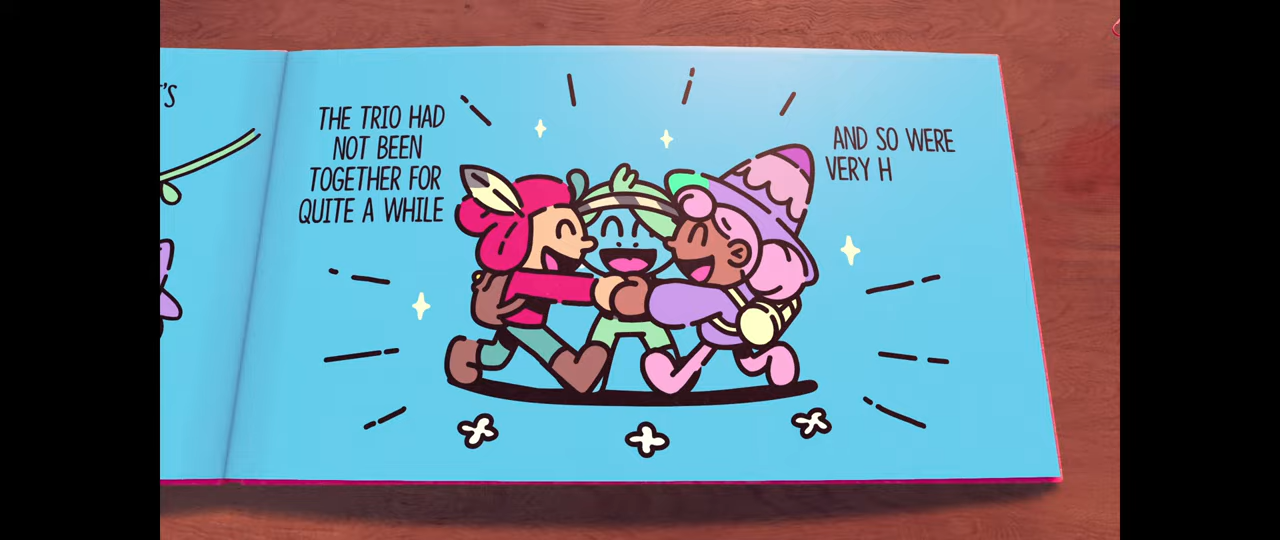 'S
THE TRIO HAD
NOT BEEN
TOGETHER FOR
QUITE A WHILE
AND SO WERE
VERY H